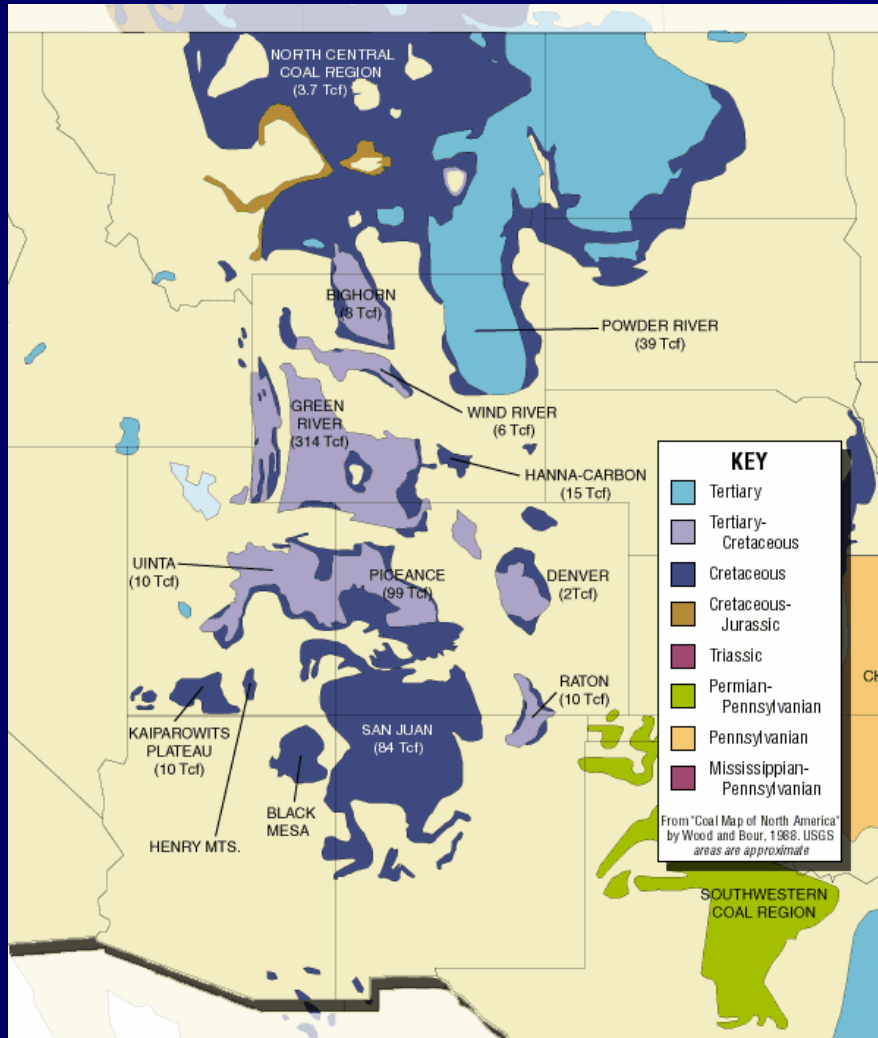 NORTH CENTRAL
COAL REGION
(3.7 Tcf)
BIGHORN
(8 Tcf)
POWDER RIVER
(39 Tcf)
WIND RIVER
(6 Tcf)
GREEN
RIVER
(314 Tcf)
HANNA-CARBON
(15 Tcf)
UINTA
(10 Tcf)
PICEANCE
(99 Tcf)
DENVER
(2Tcf)
RATON
(10 Tcf)
KAIPAROWITS
PLATEAU
(10 Tcf)
SAN JUAN
(84 Tcf)
BLACK
MESA
HENRY MTS.
SOUTHWESTERN
COAL REGION
CH
KEY
Tertiary
Tertiary-
Cretaceous
Cretaceous
Cretaceous-
Jurassic
Triassic
Permian-
Pennsylvanian
Pennsylvanian
Mississippian-
Pennsylvanian
From "Coal Map of North America"
by Wood and Bour, 1988. USGS
areas are approximate